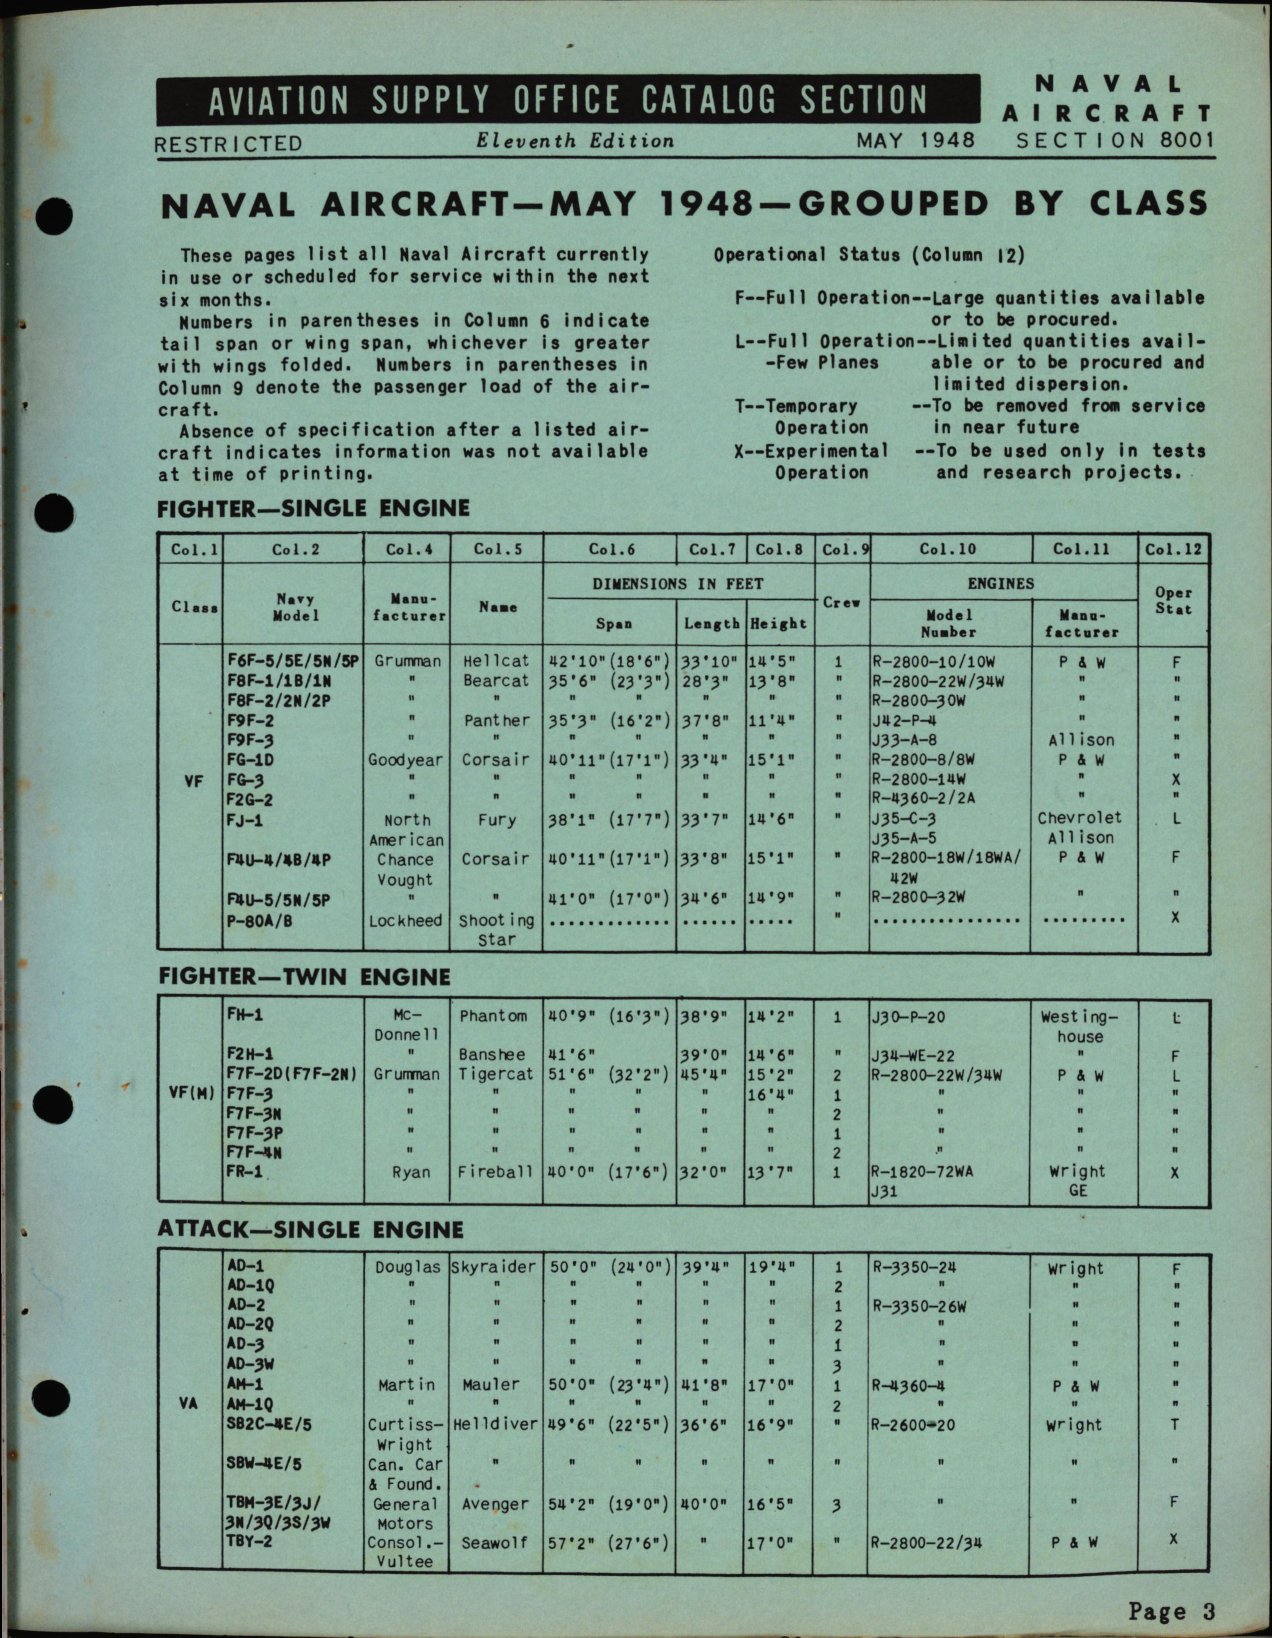 AVIATION SUPPLY OFFICE CATALOG SECTION
NAVAL
AIRCRAFT
RESTRICTED Eleventh Edition MAY 1948 SECTION 8001
NAVAL AIRCRAFT—MAY 1948—GROUPED BY CLASS
These pages list all Naval Aircraft currently
in use or scheduled for service within the next
six months.
Numbers in parentheses in Column 6 indicate
tail span or wing span, whichever is greater
with wings folded. Numbers in parentheses in
Column 9 denote the passenger load of the air-
craft.
Absence of specification after a listed air-
craft indicates information was not available
at time of printing.
Operational Status (Column 12)
F--Full Operation--Large quantities available
or to be procured.
L--Full Operation--Limited quantities avail-
-Few Planes able or to be procured and
limited dispersion.
T--Temporary --To be removed from service
Operation in near future
X--Experimental --To be used only in tests
Operation and research projects.
FIGHTER—SINGLE ENGINE
Col.1 Col.2 Col.4 Col.5 Col.6 Col.7 Col.8 Col.9 Col.10 Col.11 Col.12
Class Navy Model Manu-facturer Name DIMENSIONS IN FEET Crew ENGINES Oper Stat
Span Length Height Model Number Manu-facturer
F6F-5/5E/5N/5P Grumman Hellcat 42'10"(18'6") 33'10" 14'5" 1 R-2800-10/10W P & W F
F8F-1/1B/1N " Bearcat 35'6" (23'3") 28'3" 13'8" " R-2800-22W/34W " "
F8F-2/2N/2P " " " " " " " R-2800-30W " "
F9F-2 " Panther 35'3" (16'2") 37'8" 11'4" " J42-P-4 " "
F9F-3 " " " " " " " J33-A-8 Allison "
FG-1D Goodyear Corsair 40'11"(17'1") 33'4" 15'1" " R-2800-8/8W P & W "
VF FG-3 " " " " " " " R-2800-14W " X
F2G-2 " " " " " " " R-4360-2/2A " "
FJ-1 North Fury 38'1" (17'7") 33'7" 14'6" " J35-C-3 Chevrolet L
American J35-A-5 Allison
F4U-4/4B/4P Chance Corsair 40'11"(17'1") 33'8" 15'1" " R-2800-18W/18WA/ P & W F
Vought 42W
F4U-5/5N/5P " " 41'0" (17'0") 34'6" 14'9" " R-2800-32W " "
P-80A/B Lockheed Shooting ............. ...... ..... " ................ ......... X
Star
FIGHTER—TWIN ENGINE
FH-1 Mc- Phantom 40'9" (16'3") 38'9" 14'2" 1 J30-P-20 Westing- L
Donnell house
F2H-1 " Banshee 41'6" 39'0" 14'6" " J34-WE-22 " F
F7F-2D(F7F-2N) Grumman Tigercat 51'6" (32'2") 45'4" 15'2" 2 R-2800-22W/34W P & W L
VF(M) F7F-3 " " " " " 16'4" 1 " " "
F7F-3N " " " " " " 2 " " "
F7F-3P " " " " " " 1 " " "
F7F-4N " " " " " " 2 " " "
FR-1 Ryan Fireball 40'0" (17'6") 32'0" 13'7" 1 R-1820-72WA Wright X
J31 GE
ATTACK—SINGLE ENGINE
AD-1 Douglas Skyraider 50'0" (24'0") 39'4" 19'4" 1 R-3350-24 Wright F
AD-1Q " " " " " " 2 " " "
AD-2 " " " " " " 1 R-3350-26W " "
AD-2Q " " " " " " 2 " " "
AD-3 " " " " " " 1 " " "
AD-3W " " " " " " 3 " " "
AM-1 Martin Mauler 50'0" (23'4") 41'8" 17'0" 1 R-4360-4 P & W "
VA AM-1Q " " " " " " 2 " " "
SB2C-4E/5 Curtiss- Helldiver 49'6" (22'5") 36'6" 16'9" " R-2600-20 Wright T
Wright
SBW-4E/5 Can. Car " " " " " " " " "
& Found.
TBM-3E/3J/ General Avenger 54'2" (19'0") 40'0" 16'5" 3 " " F
3N/3Q/3S/3W Motors
TBY-2 Consol.- Seawolf 57'2" (27'6") " 17'0" " R-2800-22/34 P & W X
Vultee
Page 3